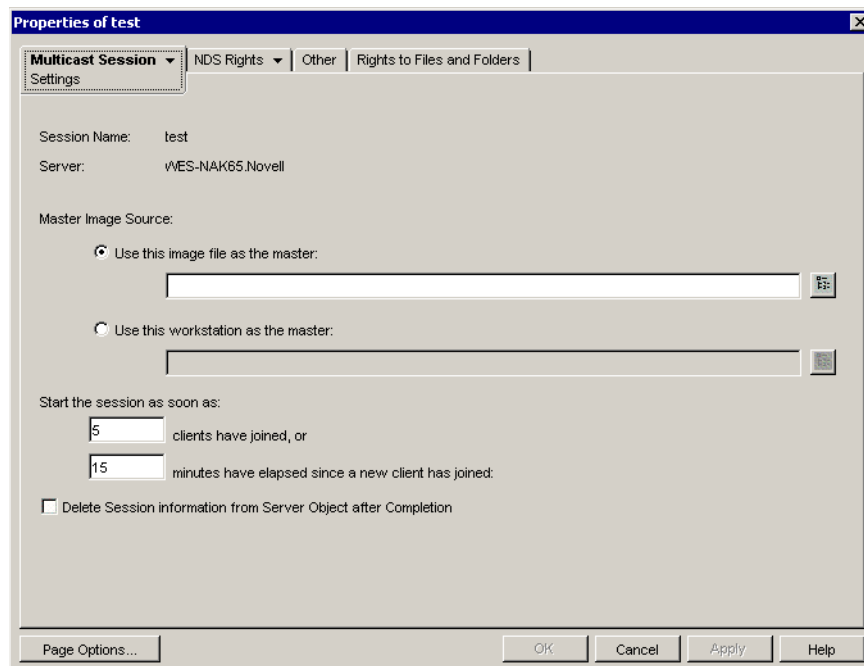 Properties of test
Multicast Session
NDS Rights
Other
Rights to Files and Folders
Settings
Session Name: test
Server: WES-NAK65.Novell
Master Image Source:
Use this image file as the master:
Use this workstation as the master:
Start the session as soon as:
5 clients have joined, or
15 minutes have elapsed since a new client has joined:
Delete Session information from Server Object after Completion
Page Options...
OK
Cancel
Apply
Help